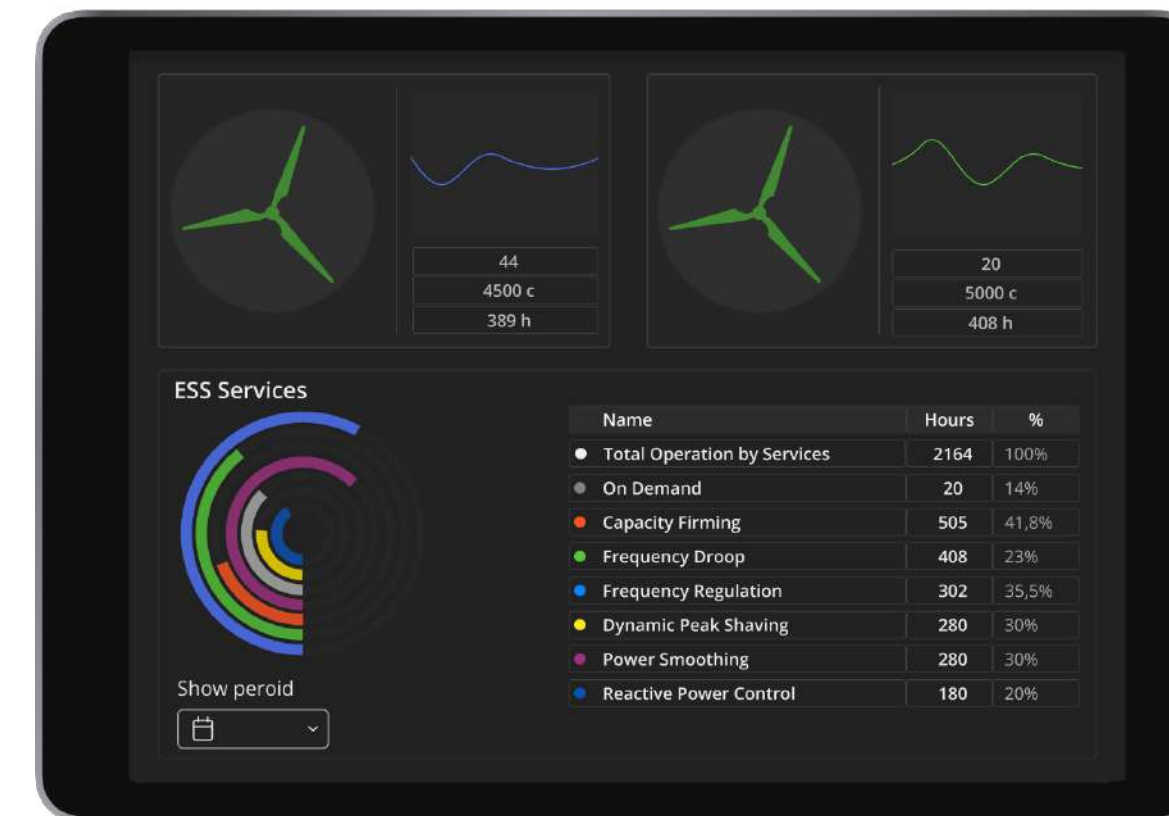 44
4500 c
389 h
20
5000 c
408 h
ESS Services
Name Hours %
Total Operation by Services 2164 100%
On Demand 20 14%
Capacity Firming 505 41,8%
Frequency Droop 408 23%
Frequency Regulation 302 35,5%
Dynamic Peak Shaving 280 30%
Power Smoothing 280 30%
Reactive Power Control 180 20%
Show peroid